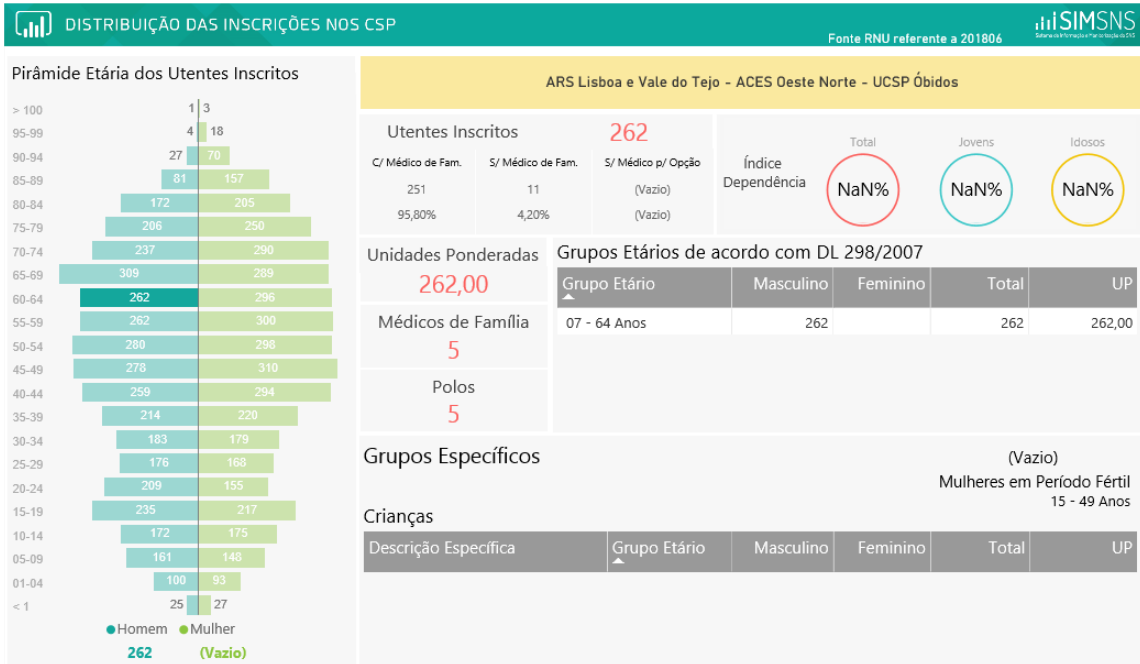 DISTRIBUIÇÃO DAS INSCRIÇÕES NOS CSP
SIMSNS
Fonte RNU referente a 201806
Pirâmide Etária dos Utentes Inscritos
> 100 1 3
95-99 4 18
90-94 27 70
85-89 81 157
80-84 172 205
75-79 206 250
70-74 237 290
65-69 309 289
60-64 262 296
55-59 262 300
50-54 280 298
45-49 278 310
40-44 259 294
35-39 214 220
30-34 183 179
25-29 176 168
20-24 209 155
15-19 235 217
10-14 172 175
05-09 161 148
01-04 100 93
< 1 25 27
Homem Mulher
262 (Vazio)
ARS Lisboa e Vale do Tejo - ACES Oeste Norte - UCSP Óbidos
Utentes Inscritos 262
C/ Médico de Fam. S/ Médico de Fam. S/ Médico p/ Opção
251 11 (Vazio)
95,80% 4,20% (Vazio)
Índice
Dependência
Total Jovens Idosos
NaN% NaN% NaN%
Unidades Ponderadas
262,00
Médicos de Família
5
Polos
5
Grupos Etários de acordo com DL 298/2007
Grupo Etário Masculino Feminino Total UP
07 - 64 Anos 262 262 262,00
Grupos Específicos
(Vazio)
Mulheres em Período Fértil
15 - 49 Anos
Crianças
Descrição Específica Grupo Etário Masculino Feminino Total UP